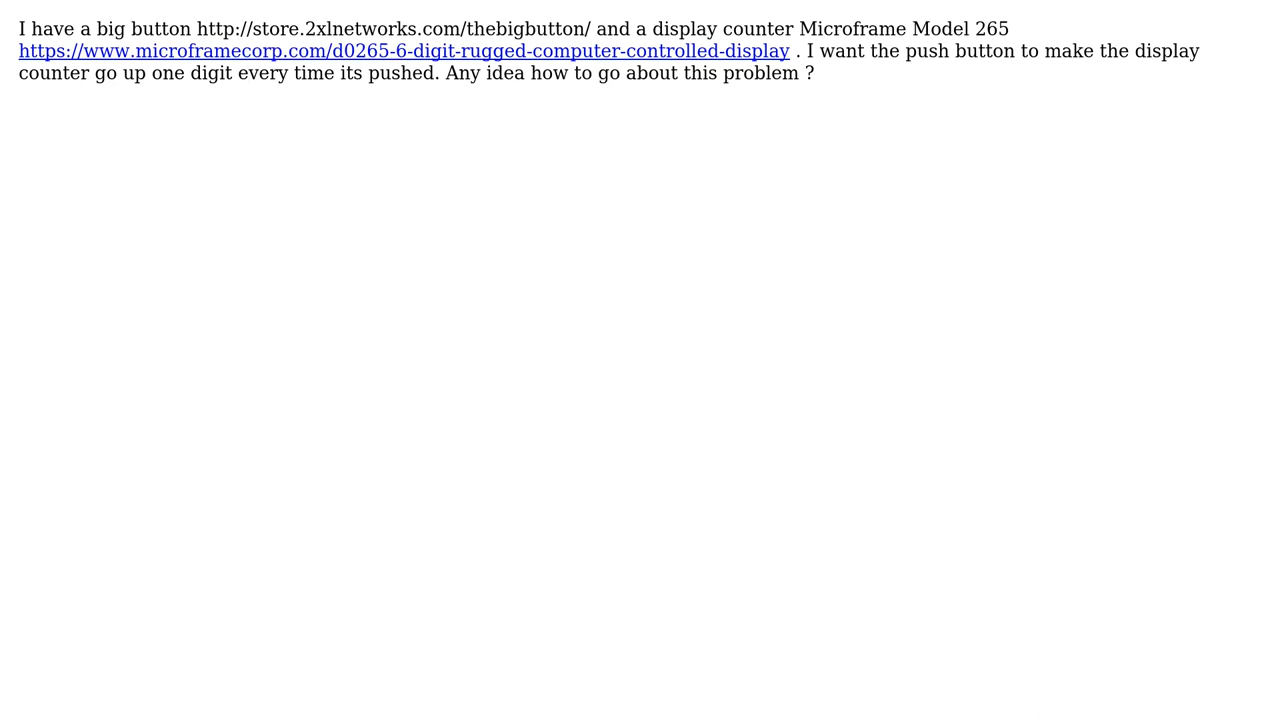 I have a big button http://store.2xlnetworks.com/thebigbutton/ and a display counter Microframe Model 265
https://www.microframecorp.com/d0265-6-digit-rugged-computer-controlled-display . I want the push button to make the display
counter go up one digit every time its pushed. Any idea how to go about this problem ?